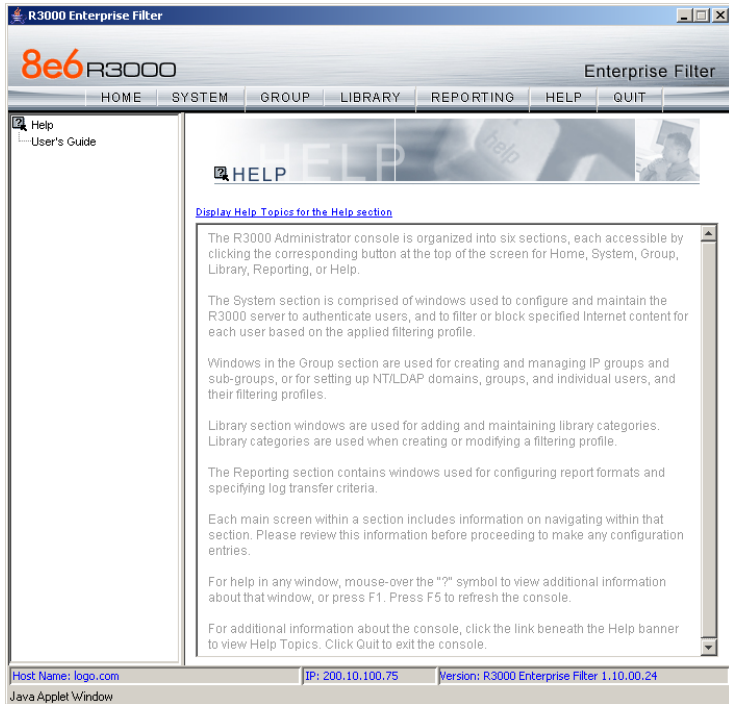 R3000 Enterprise Filter
8e6 R3000
Enterprise Filter
HOME SYSTEM GROUP LIBRARY REPORTING HELP QUIT
Help
User's Guide
HELP
help
HELP
Display Help Topics for the Help section
The R3000 Administrator console is organized into six sections, each accessible by
clicking the corresponding button at the top of the screen for Home, System, Group,
Library, Reporting, or Help.
The System section is comprised of windows used to configure and maintain the
R3000 server to authenticate users, and to filter or block specified Internet content for
each user based on the applied filtering profile.
Windows in the Group section are used for creating and managing IP groups and
sub-groups, or for setting up NT/LDAP domains, groups, and individual users, and
their filtering profiles.
Library section windows are used for adding and maintaining library categories.
Library categories are used when creating or modifying a filtering profile.
The Reporting section contains windows used for configuring report formats and
specifying log transfer criteria.
Each main screen within a section includes information on navigating within that
section. Please review this information before proceeding to make any configuration
entries.
For help in any window, mouse-over the "?" symbol to view additional information
about that window, or press F1. Press F5 to refresh the console.
For additional information about the console, click the link beneath the Help banner
to view Help Topics. Click Quit to exit the console.
Host Name: logo.com
IP: 200.10.100.75
Version: R3000 Enterprise Filter 1.10.00.24
Java Applet Window